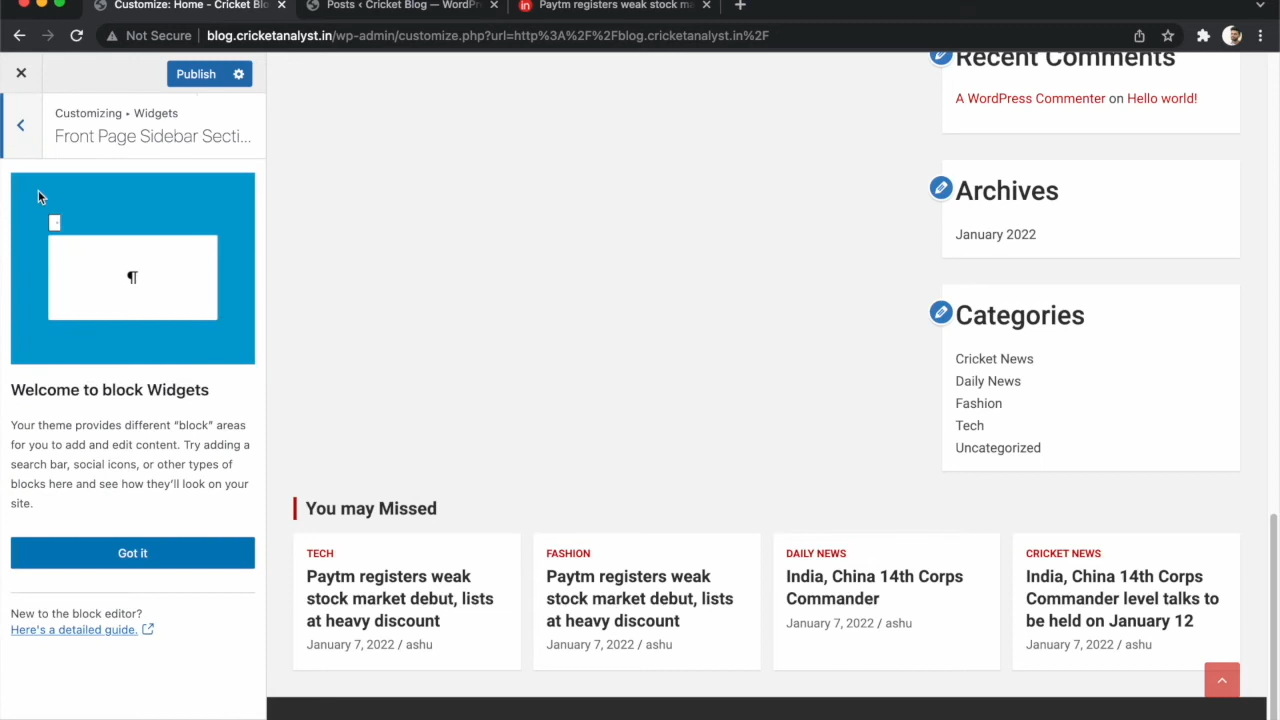 Customize: Home - Cricket Blo
Posts ‹ Cricket Blog — WordPr
in
Paytm registers weak stock ma
Not Secure
blog.cricketanalyst.in/wp-admin/customize.php?url=http%3A%2F%2Fblog.cricketanalyst.in%2F
Publish
Customizing ▸ Widgets
Front Page Sidebar Secti...
¶
Welcome to block Widgets
Your theme provides different “block” areas
for you to add and edit content. Try adding a
search bar, social icons, or other types of
blocks here and see how they’ll look on your
site.
Got it
New to the block editor?
Here's a detailed guide.
Recent Comments
A WordPress Commenter on Hello world!
Archives
January 2022
Categories
Cricket News
Daily News
Fashion
Tech
Uncategorized
You may Missed
TECH
Paytm registers weak
stock market debut, lists
at heavy discount
January 7, 2022 / ashu
FASHION
Paytm registers weak
stock market debut, lists
at heavy discount
January 7, 2022 / ashu
DAILY NEWS
India, China 14th Corps
Commander
January 7, 2022 / ashu
CRICKET NEWS
India, China 14th Corps
Commander level talks to
be held on January 12
January 7, 2022 / ashu